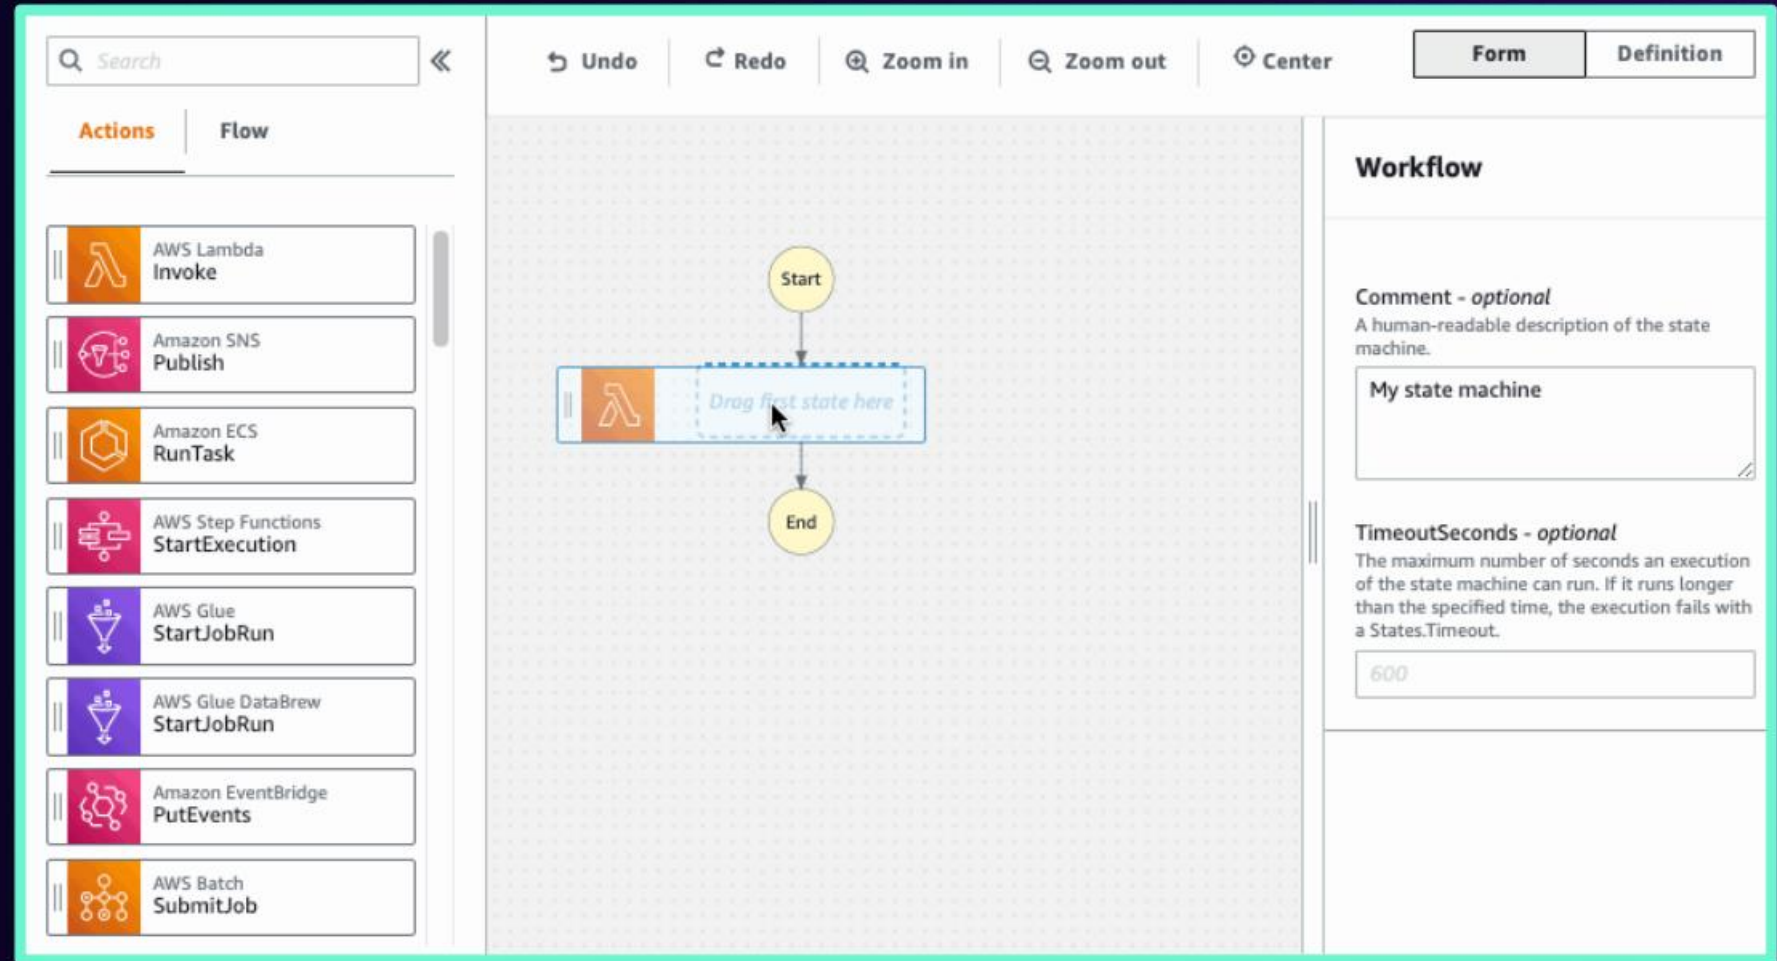 Search
Undo
Redo
Zoom in
Zoom out
Center
Form
Definition
Actions
Flow
AWS Lambda
Invoke
Amazon SNS
Publish
Amazon ECS
RunTask
AWS Step Functions
StartExecution
AWS Glue
StartJobRun
AWS Glue DataBrew
StartJobRun
Amazon EventBridge
PutEvents
AWS Batch
SubmitJob
Start
Drag first state here
End
Workflow
Comment - optional
A human-readable description of the state
machine.
My state machine
TimeoutSeconds - optional
The maximum number of seconds an execution
of the state machine can run. If it runs longer
than the specified time, the execution fails with
a States.Timeout.
600